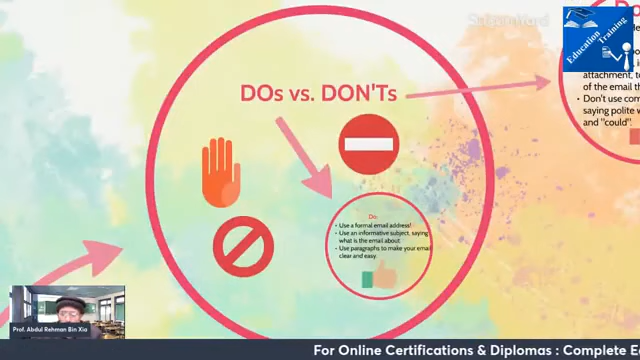 DOs vs. DON'Ts
Do:
Use a formal email address!
Use an informative subject, saying
what is the email about
Use paragraphs to make your email
clear and easy.
attachment, to
of the email th
Don't use com
saying polite w
and "could".
Education
Training
Prof. Abdul Rehman Bin Xia
For Online Certifications & Diplomas : Complete E